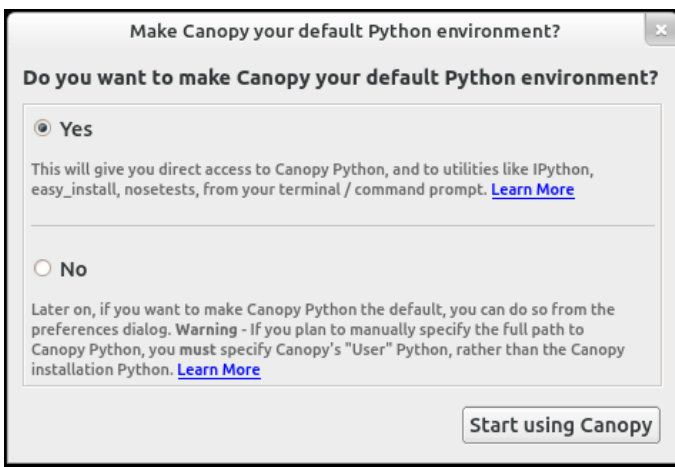 Make Canopy your default Python environment?
Do you want to make Canopy your default Python environment?
Yes
This will give you direct access to Canopy Python, and to utilities like IPython,
easy_install, nosetests, from your terminal / command prompt. Learn More
No
Later on, if you want to make Canopy Python the default, you can do so from the
preferences dialog. Warning - If you plan to manually specify the full path to
Canopy Python, you must specify Canopy's "User" Python, rather than the Canopy
installation Python. Learn More
Start using Canopy